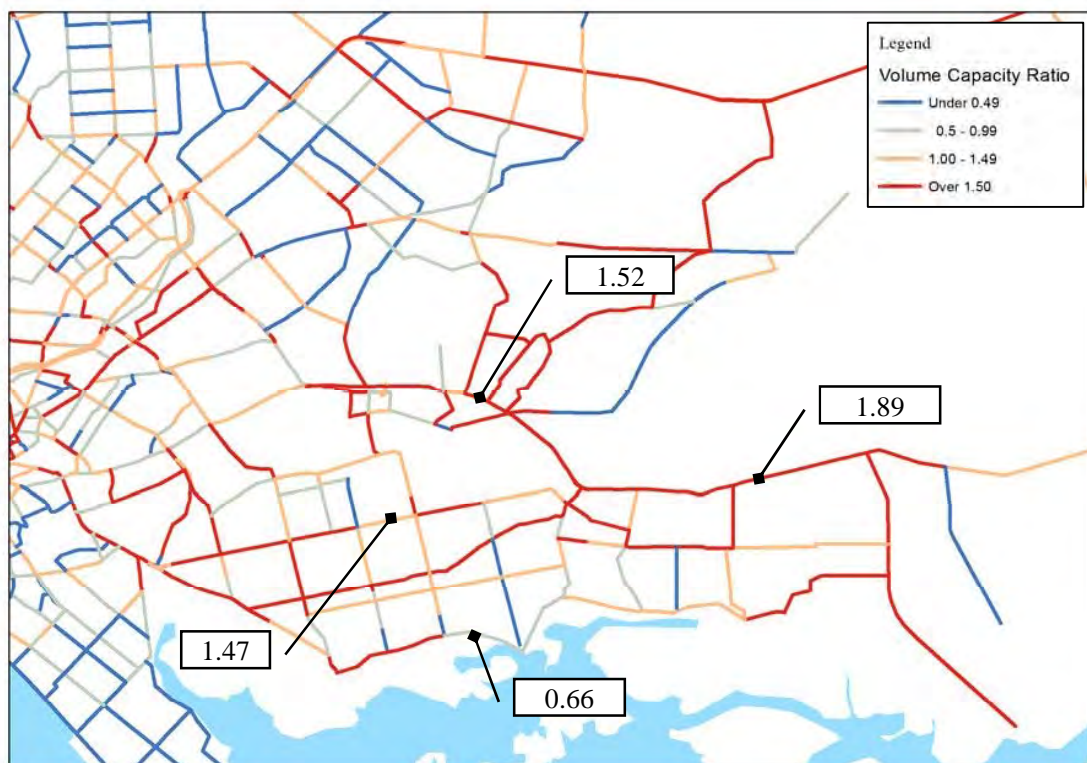 Legend
Volume Capacity Ratio
Under 0.49
0.5 - 0.99
1.00 - 1.49
Over 1.50
1.52
1.89
1.47
0.66